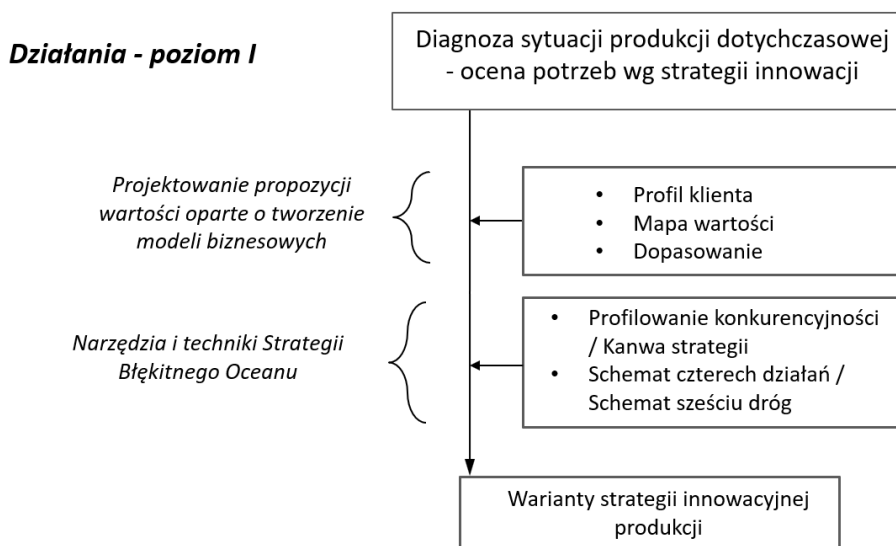 Działania - poziom I
Diagnoza sytuacji produkcji dotychczasowej
- ocena potrzeb wg strategii innowacji
Projektowanie propozycji
wartości oparte o tworzenie
modeli biznesowych
• Profil klienta
• Mapa wartości
• Dopasowanie
Narzędzia i techniki Strategii
Błękitnego Oceanu
• Profilowanie konkurencyjności
/ Kanwa strategii
• Schemat czterech działań /
Schemat sześciu dróg
Warianty strategii innowacyjnej
produkcji